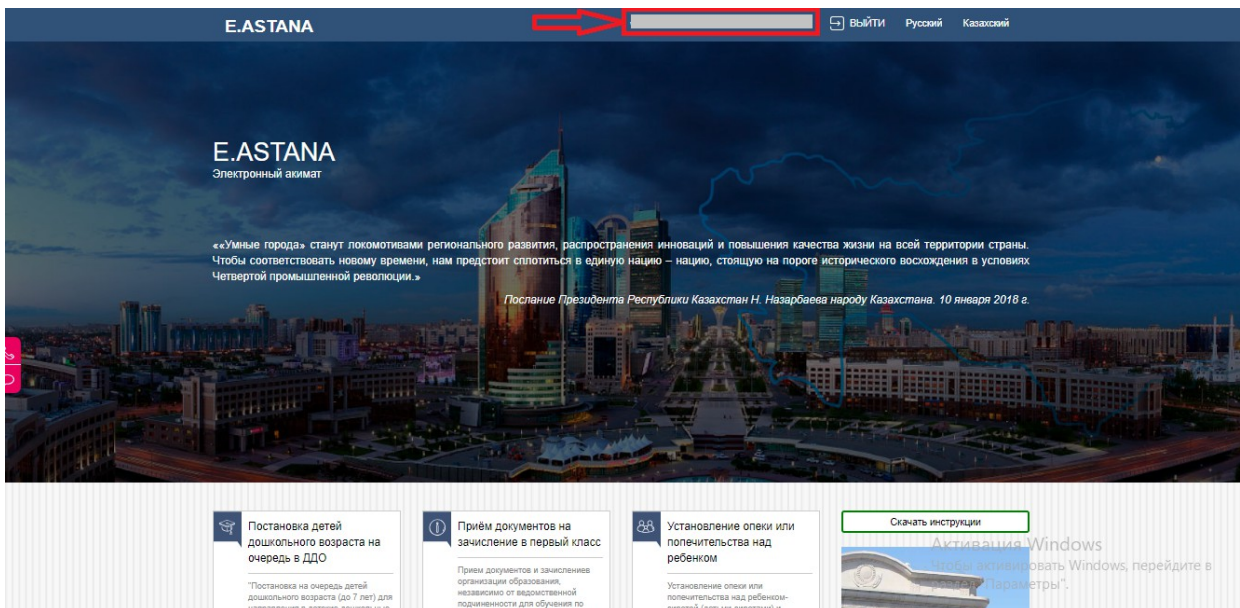 E.ASTANA
ВЫЙТИ Русский Казахский
E.ASTANA
Электронный акимат
««Умные города» станут локомотивами регионального развития, распространения инноваций и повышения качества жизни на всей территории страны.
Чтобы соответствовать новому времени, нам предстоит сплотиться в единую нацию – нацию, стоящую на пороге исторического восхождения в условиях
Четвертой промышленной революции.»
Послание Президента Республики Казахстан Н. Назарбаева народу Казахстана. 10 января 2018 г.
Постановка детей
дошкольного возраста на
очередь в ДДО
"Постановка на очередь детей
дошкольного возраста (до 7 лет) для
Приём документов на
зачисление в первый класс
Прием документов и зачислениев
организации образования,
независимо от ведомственной
подчиненности для обучения по
Установление опеки или
попечительства над
ребенком
Установление опеки или
попечительства над ребенком-
Скачать инструкции
Активация Windows
Чтобы активировать Windows, перейдите в
"Параметры".